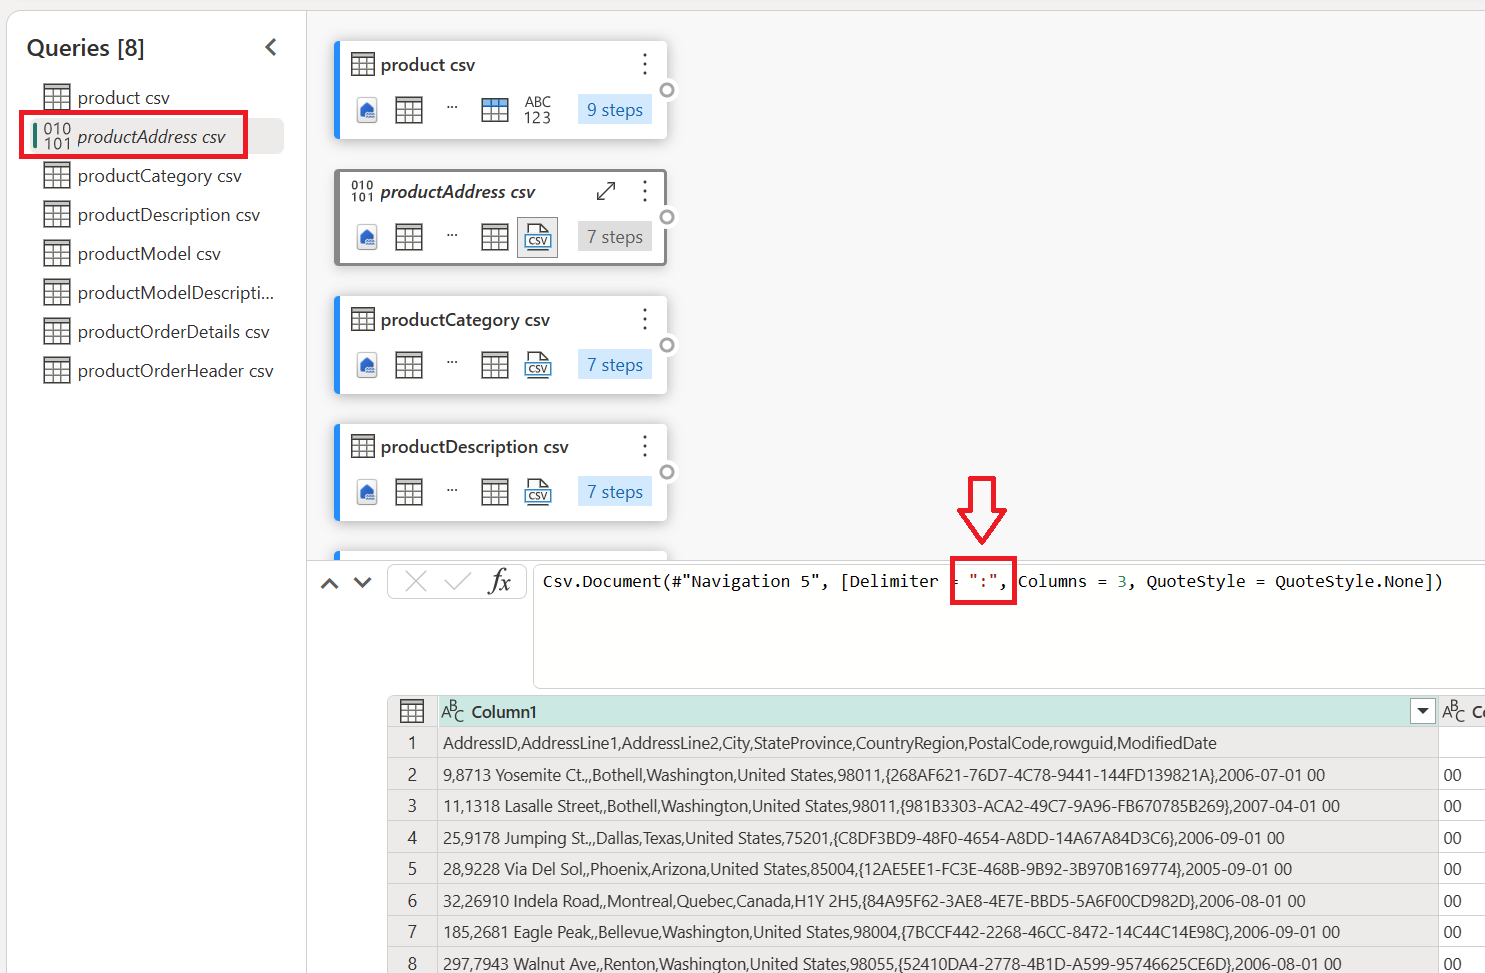 Queries [8]
product csv
010
101 productAddress csv
productCategory csv
productDescription csv
productModel csv
productModelDescripti...
productOrderDetails csv
productOrderHeader csv
product csv
... ABC
123 9 steps
010
101 productAddress csv
... CSV 7 steps
productCategory csv
... CSV 7 steps
productDescription csv
... CSV 7 steps
fx Csv.Document(#"Navigation 5", [Delimiter = ":", Columns = 3, QuoteStyle = QuoteStyle.None])
ABC Column1 ABC Co
1 AddressID,AddressLine1,AddressLine2,City,StateProvince,CountryRegion,PostalCode,rowguid,ModifiedDate
2 9,8713 Yosemite Ct.,,Bothell,Washington,United States,98011,{268AF621-76D7-4C78-9441-144FD139821A},2006-07-01 00 00
3 11,1318 Lasalle Street,,Bothell,Washington,United States,98011,{981B3303-ACA2-49C7-9A96-FB670785B269},2007-04-01 00 00
4 25,9178 Jumping St.,,Dallas,Texas,United States,75201,{C8DF3BD9-48F0-4654-A8DD-14A67A84D3C6},2006-09-01 00 00
5 28,9228 Via Del Sol,,Phoenix,Arizona,United States,85004,{12AE5EE1-FC3E-468B-9B92-3B970B169774},2005-09-01 00 00
6 32,26910 Indela Road,,Montreal,Quebec,Canada,H1Y 2H5,{84A95F62-3AE8-4E7E-BBD5-5A6F00CD982D},2006-08-01 00 00
7 185,2681 Eagle Peak,,Bellevue,Washington,United States,98004,{7BCCF442-2268-46CC-8472-14C44C14E98C},2006-09-01 00 00
8 297,7943 Walnut Ave,,Renton,Washington,United States,98055,{52410DA4-2778-4B1D-A599-95746625CE6D},2006-08-01 00 00